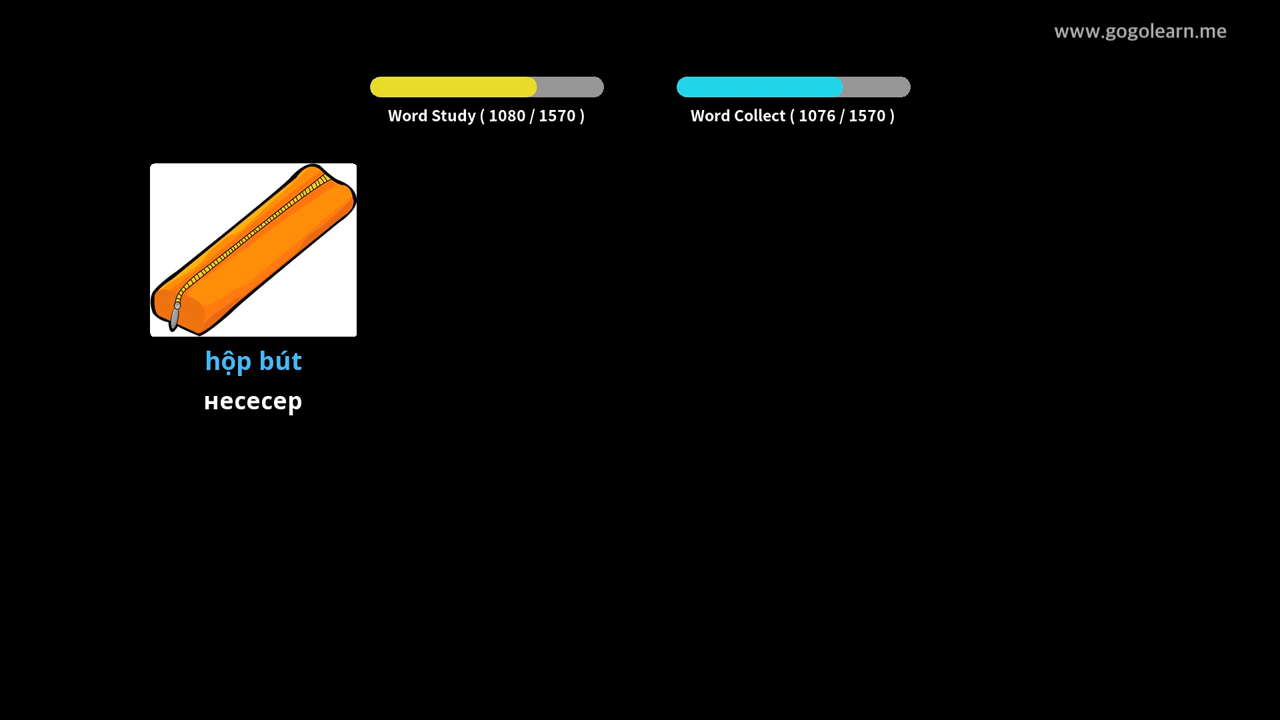 www.gogolearn.me
Word Study ( 1080 / 1570 )
Word Collect ( 1076 / 1570 )
hộp bút
несесер